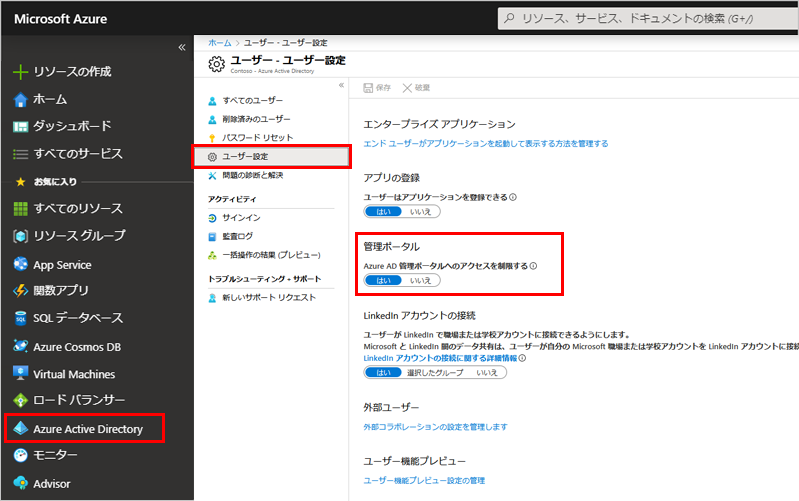 Microsoft Azure
リソース、サービス、ドキュメントの検索 (G+/)
«
リソースの作成
ホーム
ダッシュボード
すべてのサービス
お気に入り
すべてのリソース
リソース グループ
App Service
関数アプリ
SQL データベース
Azure Cosmos DB
Virtual Machines
ロード バランサー
Azure Active Directory
モニター
Advisor
ホーム > ユーザー - ユーザー設定
ユーザー - ユーザー設定
Contoso - Azure Active Directory
«
すべてのユーザー
削除済みのユーザー
パスワード リセット
ユーザー設定
問題の診断と解決
アクティビティ
サインイン
監査ログ
一括操作の結果 (プレビュー)
トラブルシューティング + サポート
新しいサポート リクエスト
保存 破棄
エンタープライズ アプリケーション
エンド ユーザーがアプリケーションを起動して表示する方法を管理する
アプリの登録
ユーザーはアプリケーションを登録できる
はい いいえ
管理ポータル
Azure AD 管理ポータルへのアクセスを制限する
はい いいえ
LinkedIn アカウントの接続
ユーザーが LinkedIn で職場または学校アカウントに接続できるようにします。
Microsoft と LinkedIn 間のデータ共有は、ユーザーが自分の Microsoft 職場または学校アカウントを LinkedIn アカウントに接続
LinkedIn アカウントの接続に関する詳細情報
はい 選択したグループ いいえ
外部ユーザー
外部コラボレーションの設定を管理します
ユーザー機能プレビュー
ユーザー機能プレビュー設定の管理